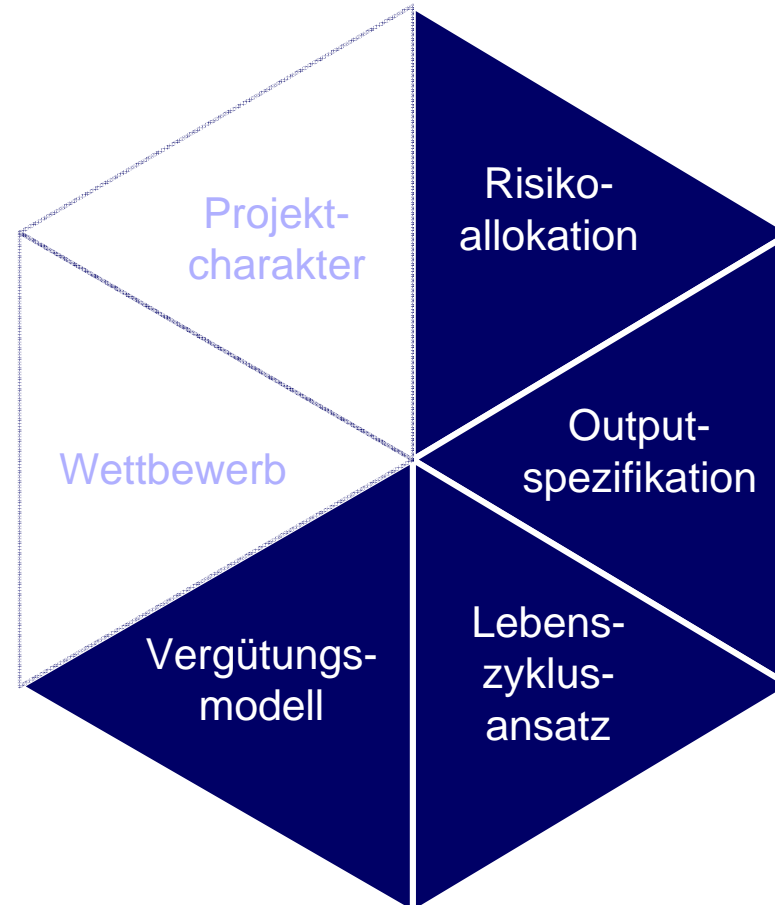 Projekt-
charakter
Risiko-
allokation
Wettbewerb
Output-
spezifikation
Vergütungs-
modell
Lebens-
zyklus-
ansatz